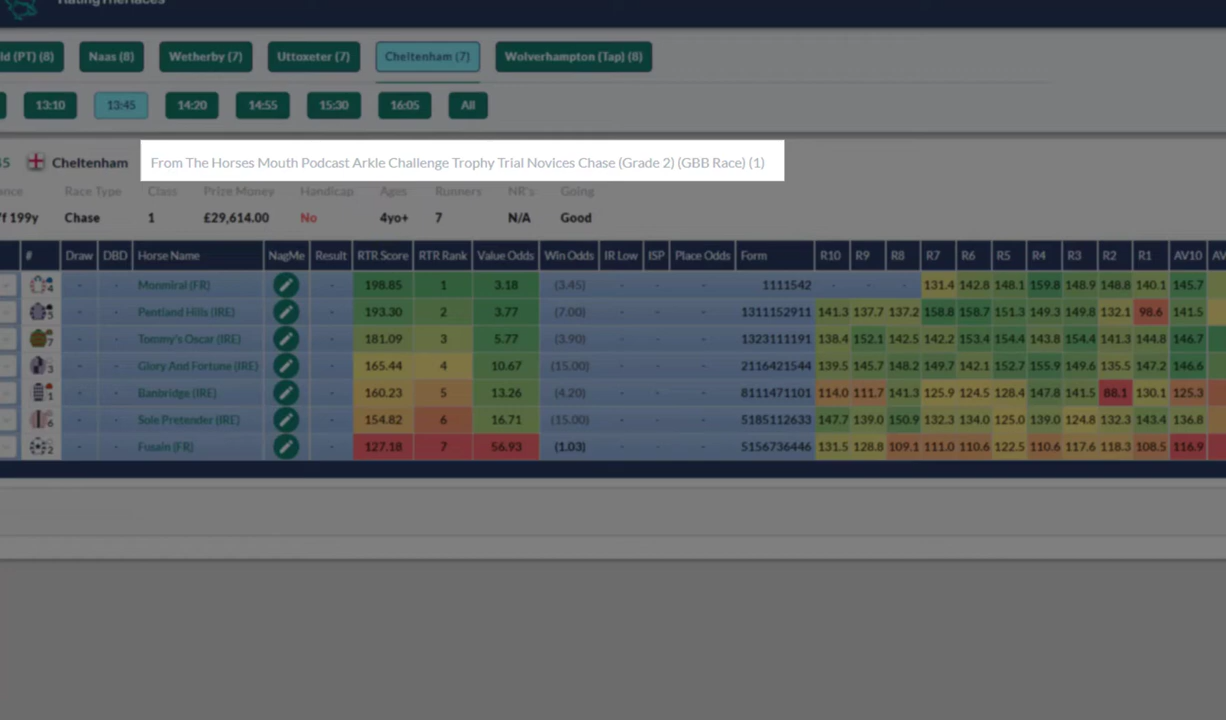 RatingTheRaces
ld (PT) (8) Naas (8) Wetherby (7) Uttoxeter (7) Cheltenham (7) Wolverhampton (Tap) (8)
13:10 13:45 14:20 14:55 15:30 16:05 All
45 Cheltenham From The Horses Mouth Podcast Arkle Challenge Trophy Trial Novices Chase (Grade 2) (GBB Race) (1)
ance Race Type Class Prize Money Handicap Ages Runners NR's Going
7f 199y Chase 1 £29,614.00 No 4yo+ 7 N/A Good
# Draw DBD Horse Name NagMe Result RTR Score RTR Rank Value Odds Win Odds IR Low ISP Place Odds Form R10 R9 R8 R7 R6 R5 R4 R3 R2 R1 AV10 AV
4 - - Monmiral (FR) - 198.85 1 3.18 (3.45) - - - 1111542 - - - 131.4 142.8 148.1 159.8 148.9 148.8 140.1 145.7
5 - - Pentland Hills (IRE) - 193.30 2 3.77 (7.00) - - - 1311152911 141.3 137.7 137.2 158.8 158.7 151.3 149.3 149.8 132.1 98.6 141.5
7 - - Tommy's Oscar (IRE) - 181.09 3 5.77 (3.90) - - - 1323111191 138.4 152.1 142.5 142.2 153.4 154.4 143.8 154.4 141.3 144.8 146.7
3 - - Glory And Fortune (IRE) - 165.44 4 10.67 (15.00) - - - 2116421544 139.5 145.7 148.2 149.7 142.1 152.7 155.9 149.6 135.5 147.2 146.6
1 - - Banbridge (IRE) - 160.23 5 13.26 (4.20) - - - 8111471101 114.0 111.7 141.3 125.9 124.5 128.4 147.8 141.5 88.1 130.1 125.3
6 - - Sole Pretender (IRE) - 154.82 6 16.71 (15.00) - - - 5185112633 147.7 139.0 150.9 132.3 134.0 125.0 139.0 124.8 132.3 143.4 136.8
2 - - Fusain (FR) - 127.18 7 56.93 (1.03) - - - 5156736446 131.5 128.8 109.1 111.0 110.6 122.5 110.6 117.6 118.3 108.5 116.9